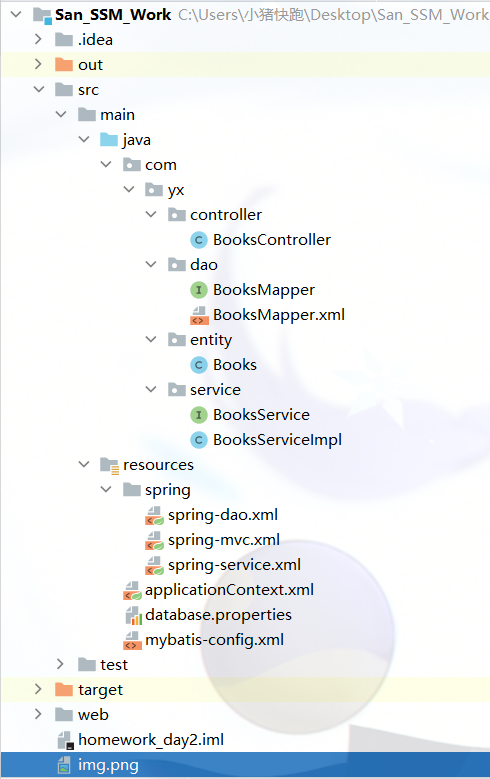 San_SSM_Work C:\Users\小猪快跑\Desktop\San_SSM_Work
.idea
out
src
main
java
com
yx
controller
BooksController
dao
BooksMapper
BooksMapper.xml
entity
Books
service
BooksService
BooksServiceImpl
resources
spring
spring-dao.xml
spring-mvc.xml
spring-service.xml
applicationContext.xml
database.properties
mybatis-config.xml
test
target
web
homework_day2.iml
img.png